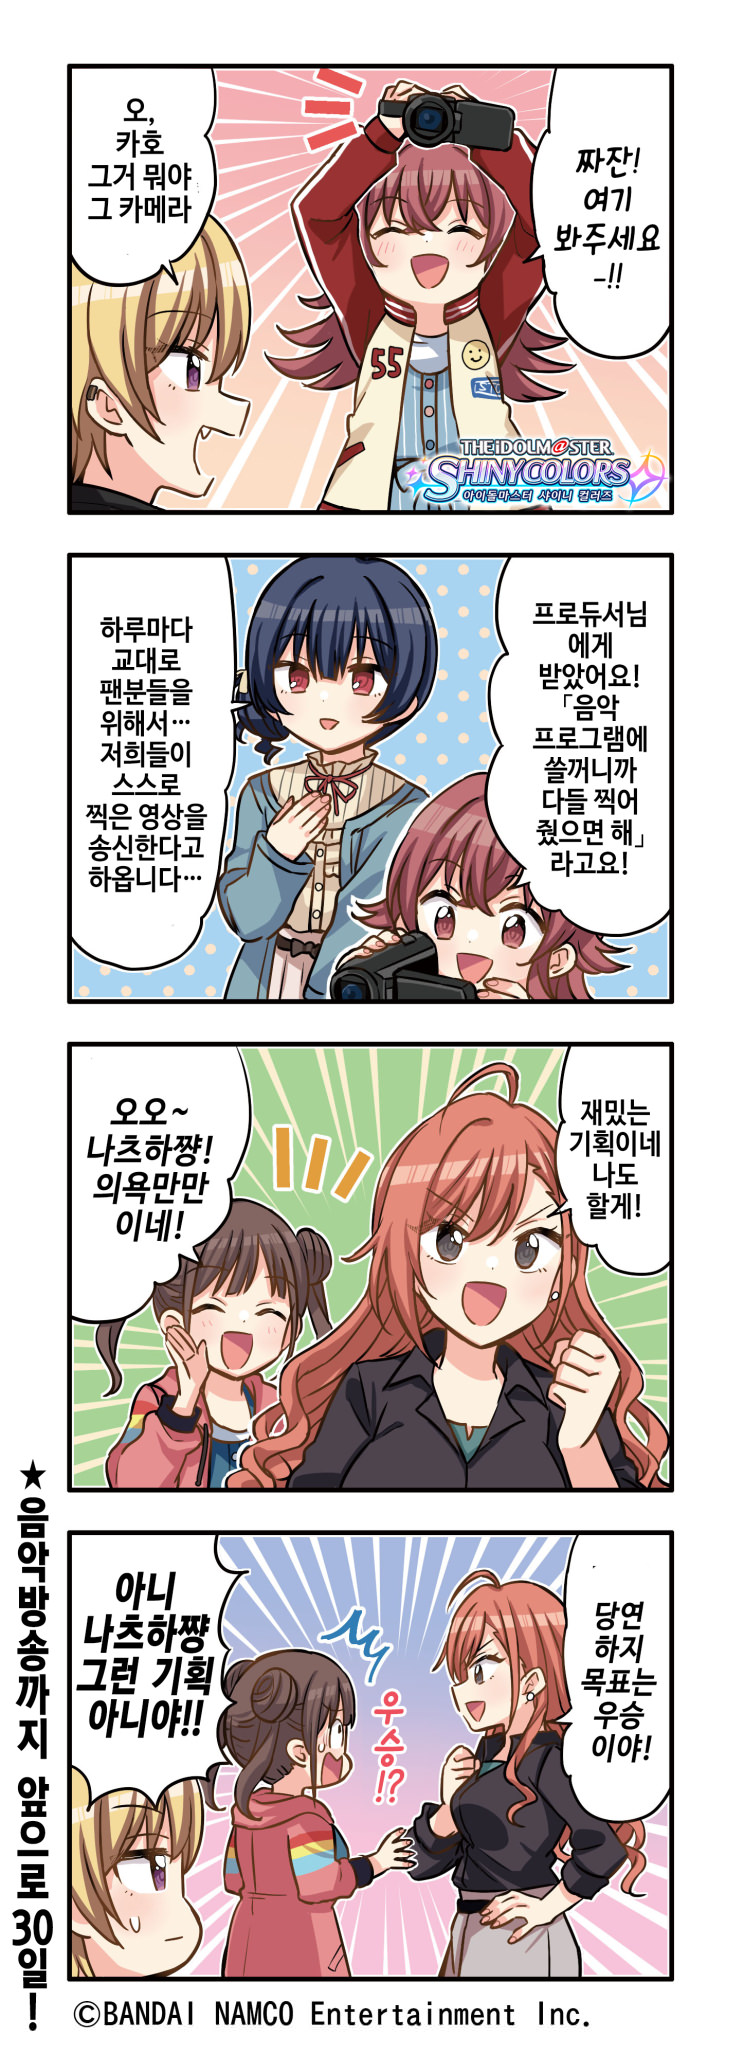 짜잔!
여기
봐주세요
-!!
오,
카호
그거 뭐야
그 카메라
55
THE iDOLM@STER
SHINYCOLORS
아이돌마스터 샤이니 컬러즈
프로듀서님
에게
받았어요!
「음악
프로그램에
쓸꺼니까
다들 찍어
줬으면 해」
라고요!
하루마다
교대로
팬분들을
위해서…
저희들이
스스로
찍은 영상을
송신한다고
하옵니다…
재밌는
기획이네
나도
할게!
오오~
나츠하쨩!
의욕만만
이네!
당연
하지
목표는
우승
이야!
우승!?
아니
나츠하쨩
그런 기획
아니야!!
★음악방송까지 앞으로 30일!
©BANDAI NAMCO Entertainment Inc.